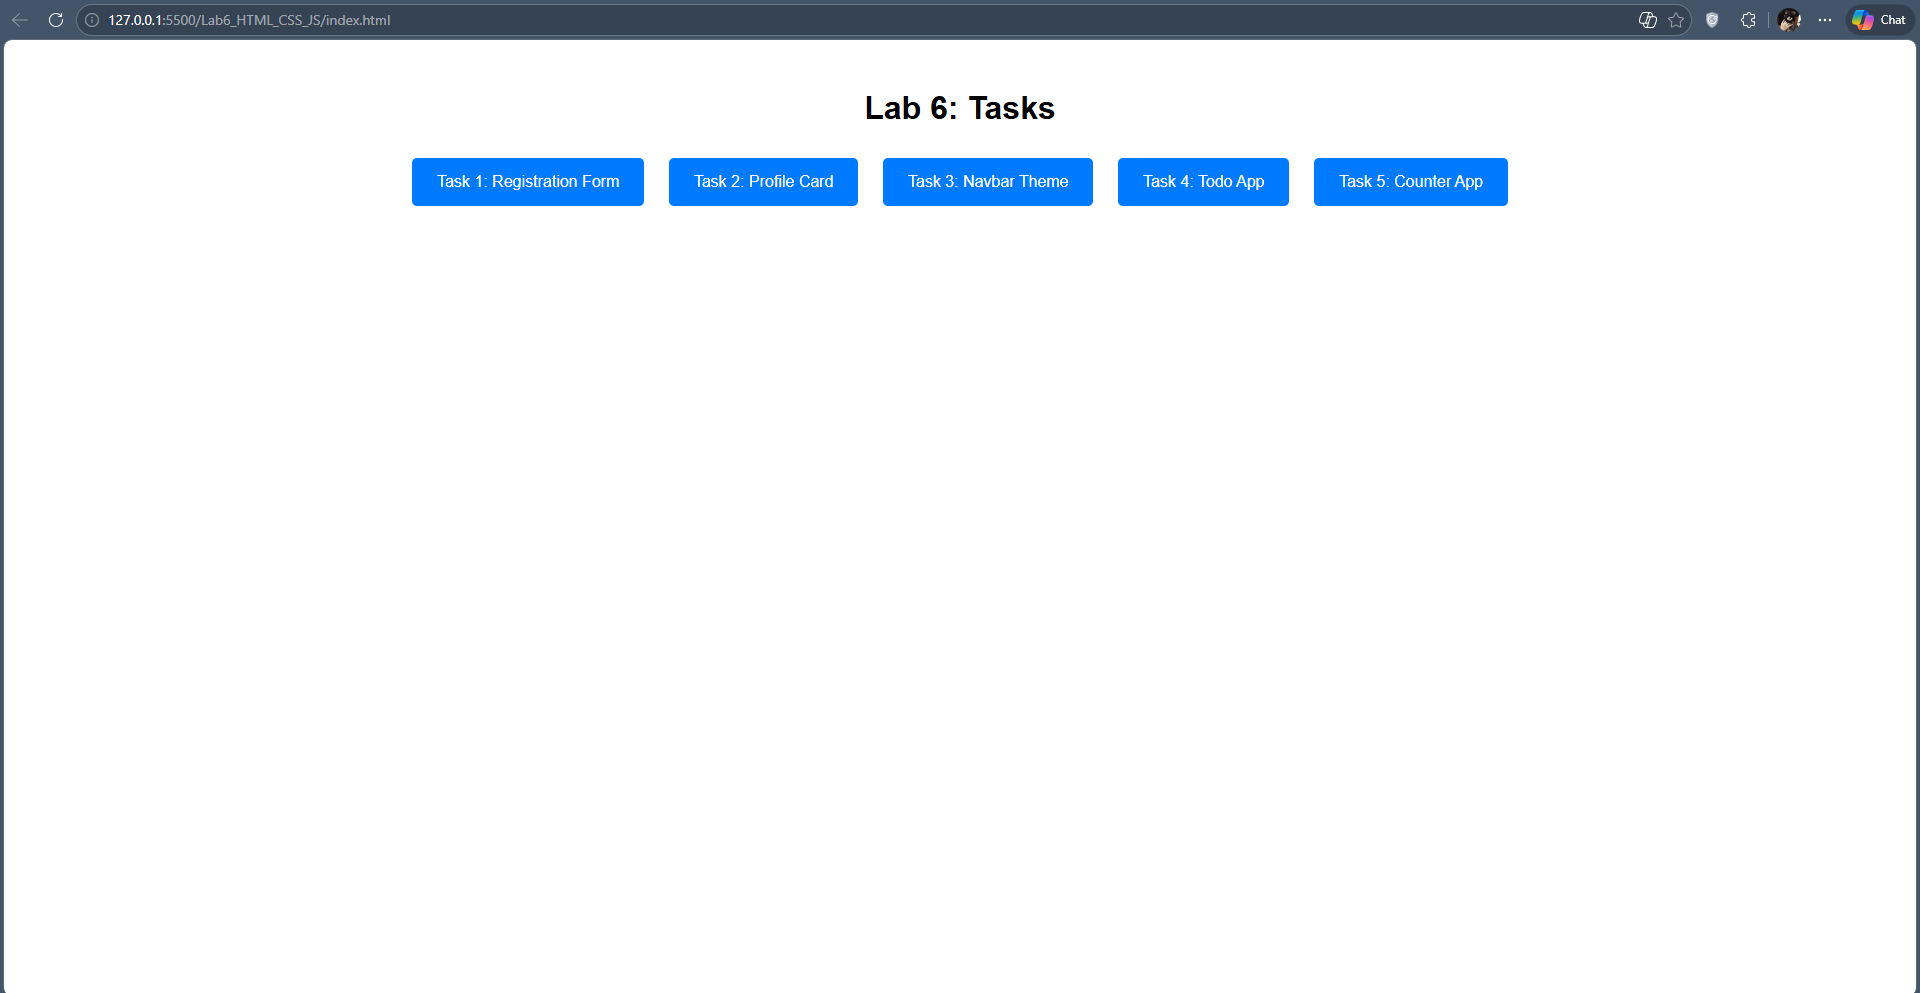 127.0.0.1:5500/Lab6_HTML_CSS_JS/index.html
Chat
Lab 6: Tasks
Task 1: Registration Form
Task 2: Profile Card
Task 3: Navbar Theme
Task 4: Todo App
Task 5: Counter App